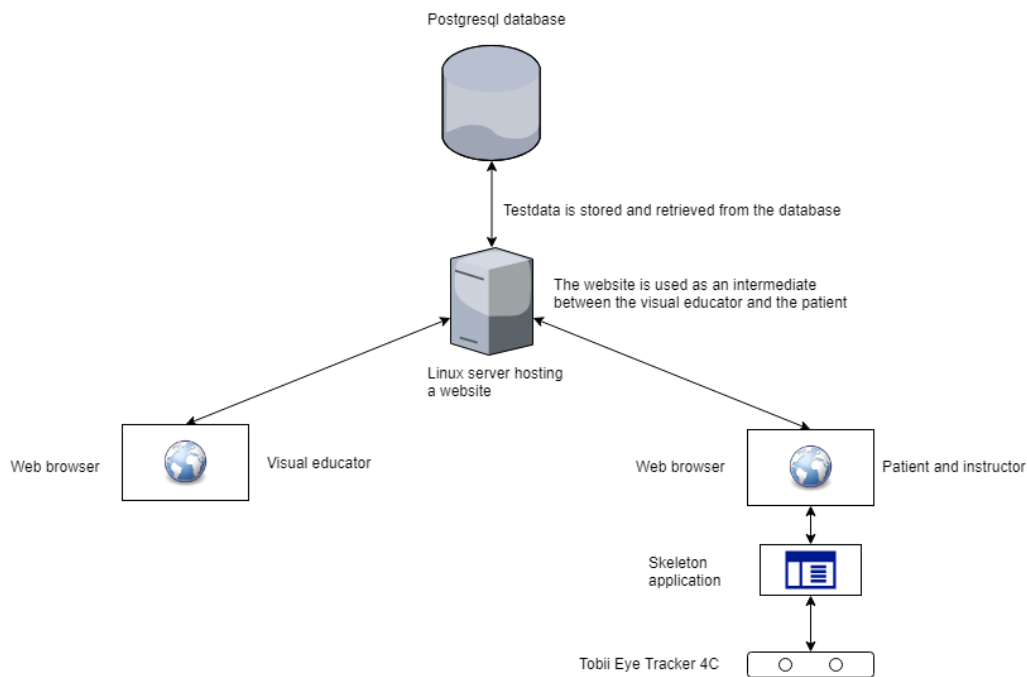 Postgresql database
Testdata is stored and retrieved from the database
The website is used as an intermediate
between the visual educator and the patient
Linux server hosting
a website
Web browser
Visual educator
Web browser
Patient and instructor
Skeleton
application
Tobii Eye Tracker 4C